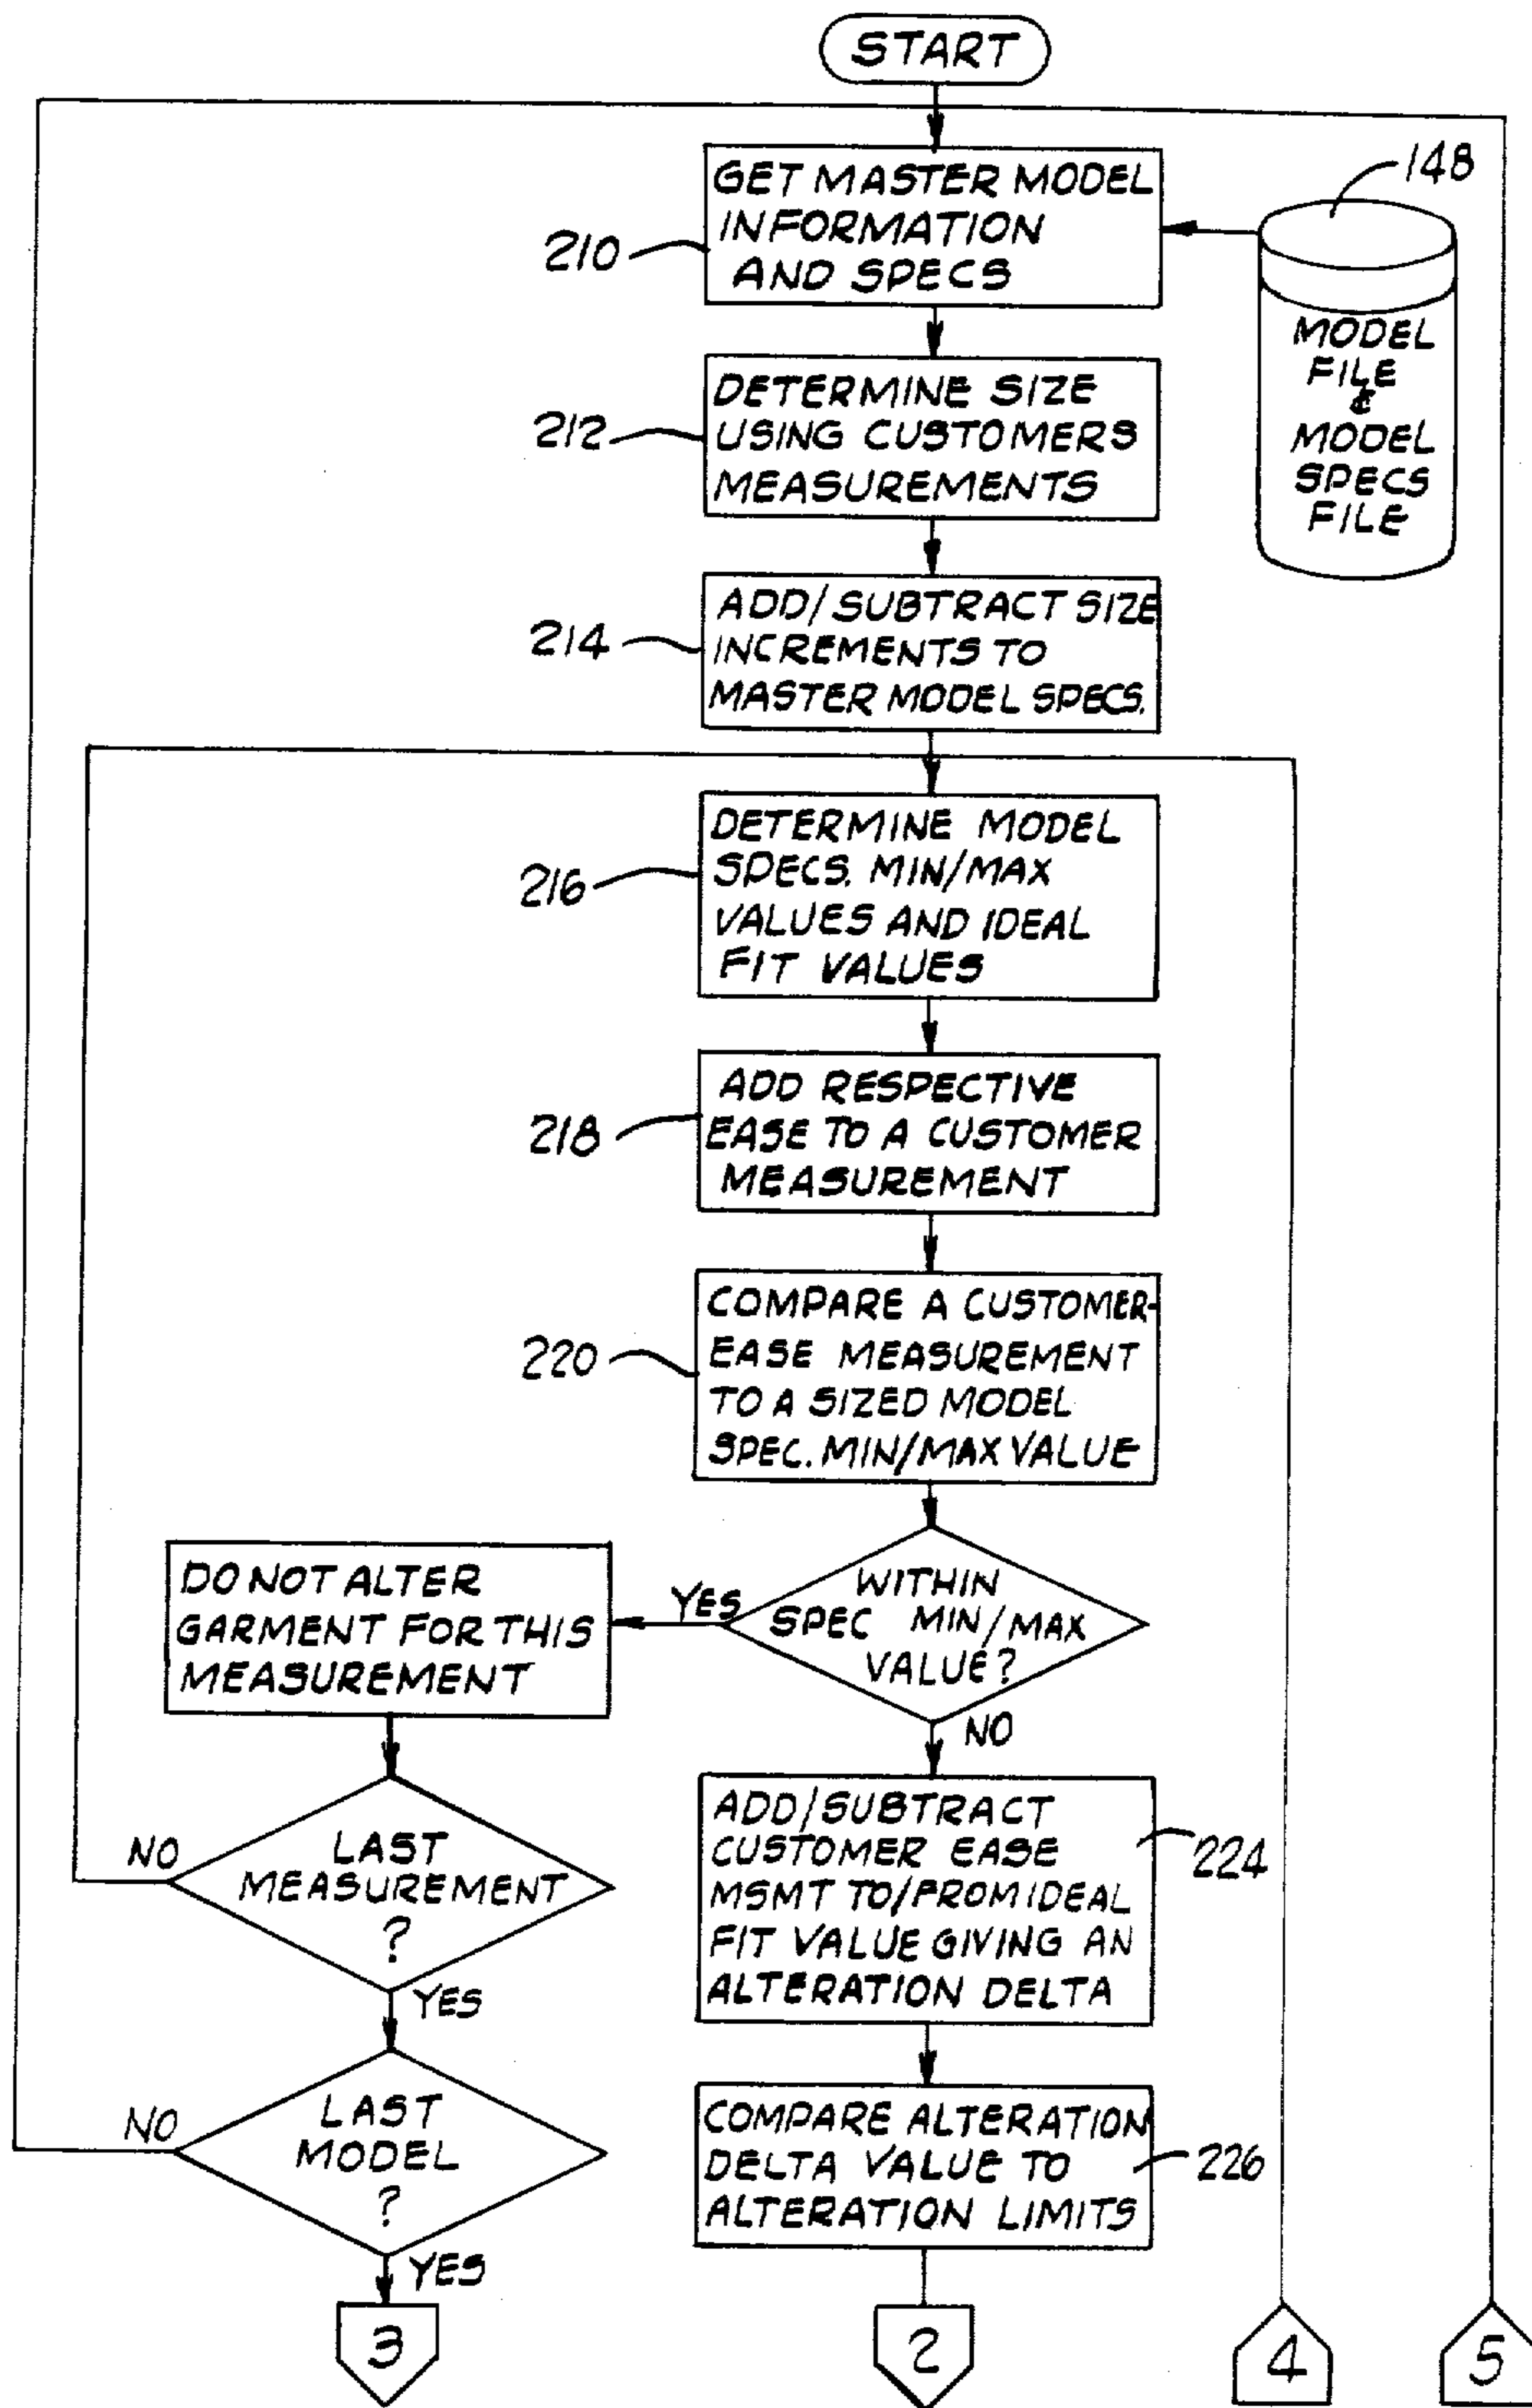 START
148
GET MASTER MODEL
INFORMATION
AND SPECS
210
MODEL
FILE
&
MODEL
SPECS
FILE
DETERMINE SIZE
USING CUSTOMERS
MEASUREMENTS
212
ADD/SUBTRACT SIZE
INCREMENTS TO
MASTER MODEL SPECS.
214
DETERMINE MODEL
SPECS. MIN/MAX
VALUES AND IDEAL
FIT VALUES
216
ADD RESPECTIVE
EASE TO A CUSTOMER
MEASUREMENT
218
COMPARE A CUSTOMER-
EASE MEASUREMENT
TO A SIZED MODEL
SPEC. MIN/MAX VALUE
220
WITHIN
SPEC MIN/MAX
VALUE?
YES
NO
DO NOT ALTER
GARMENT FOR THIS
MEASUREMENT
LAST
MEASUREMENT
?
NO
YES
ADD/SUBTRACT
CUSTOMER EASE
MSMT TO/FROM IDEAL
FIT VALUE GIVING AN
ALTERATION DELTA
224
LAST
MODEL
?
NO
YES
COMPARE ALTERATION
DELTA VALUE TO
ALTERATION LIMITS
226
3
2
4
5